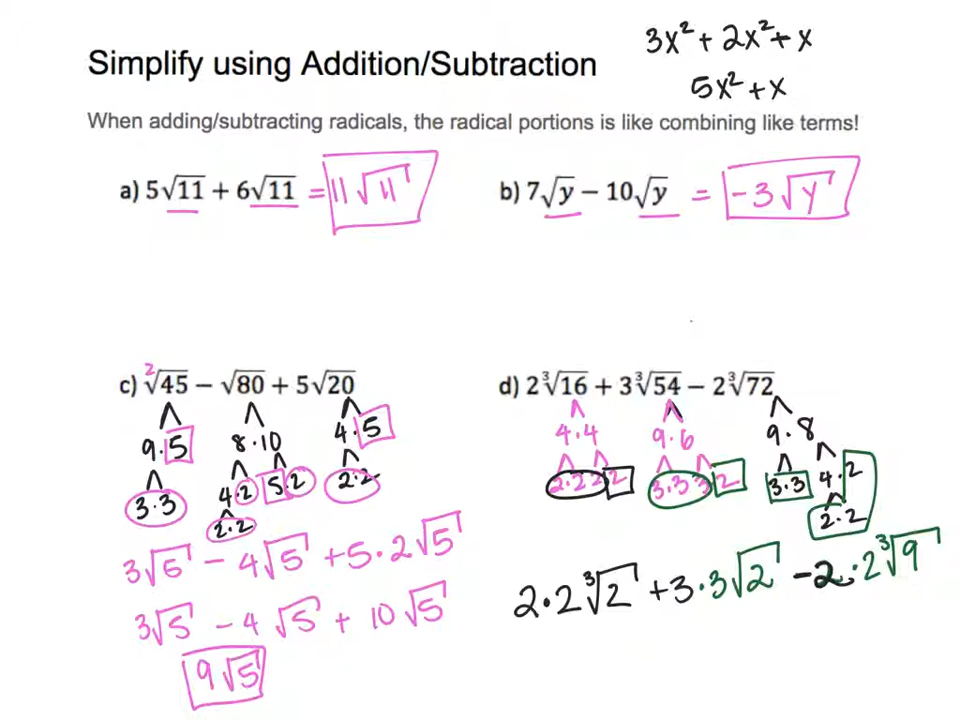 3x² + 2x² + x
Simplify using Addition/Subtraction
5x² + x
When adding/subtracting radicals, the radical portions is like combining like terms!
a) 5√11 + 6√11 = 11√11
b) 7√y − 10√y = -3√y
c) ²√45 − √80 + 5√20
d) 2∛16 + 3∛54 − 2∛72
9·5 8·10 4·5
4·4 9·6 9·8
3·3 4·2 5·2 2·2
2·2 2 2 3·3 3 2 3·3 4·2
2·2
2·2
3√5 − 4√5 + 5·2√5
2·2∛2 + 3·3√2 − 2·2∛9
3√5 − 4√5 + 10√5
9√5